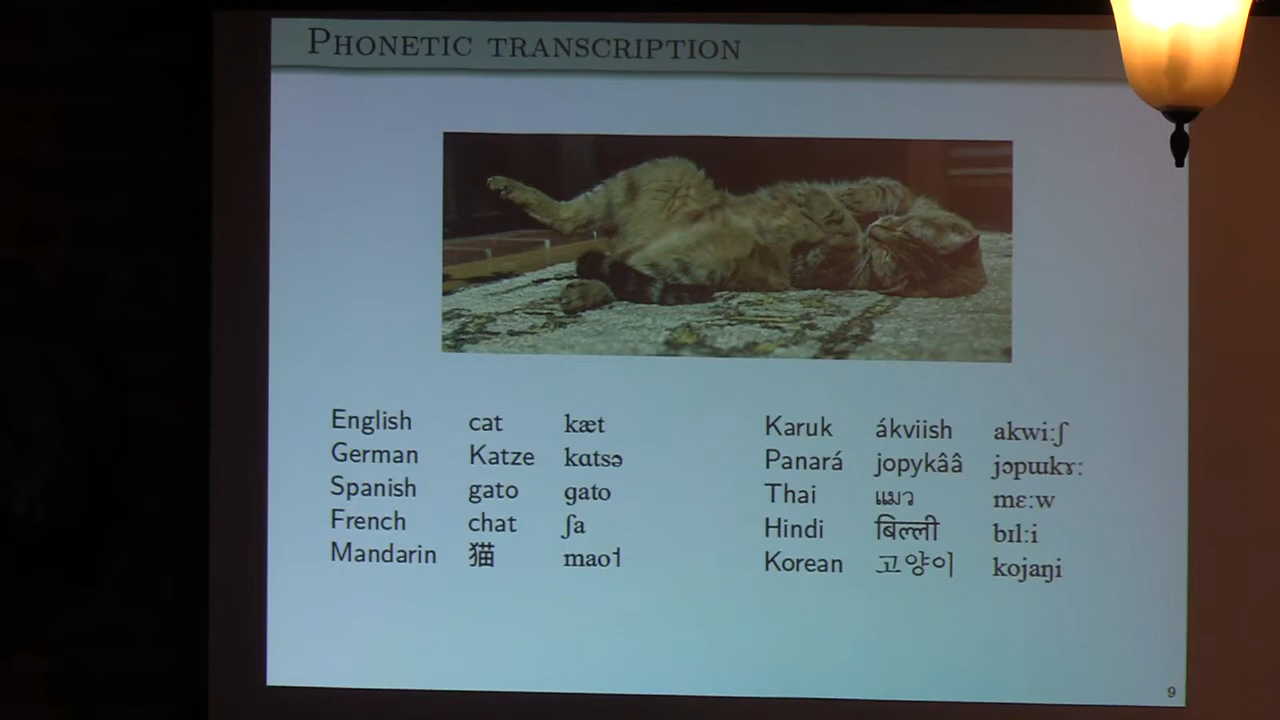 PHONETIC TRANSCRIPTION
English cat kæt
German Katze kɑtsə
Spanish gato ɡato
French chat ʃa
Mandarin 猫 mao˥
Karuk ákviish akwiːʃ
Panará jopykââ jɔpɯkɤː
Thai แมว mɛːw
Hindi बिल्ली bɪlːi
Korean 고양이 kojaŋi
9